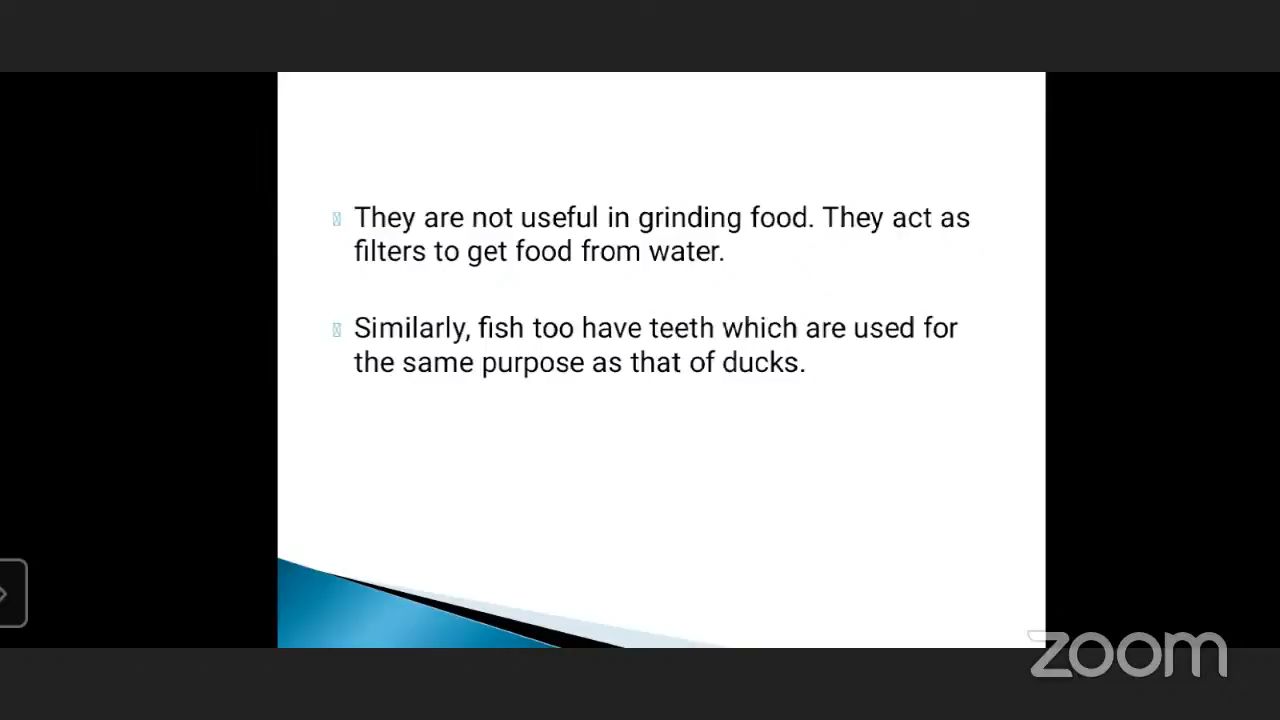 They are not useful in grinding food. They act as
filters to get food from water.
Similarly, fish too have teeth which are used for
the same purpose as that of ducks.
zoom